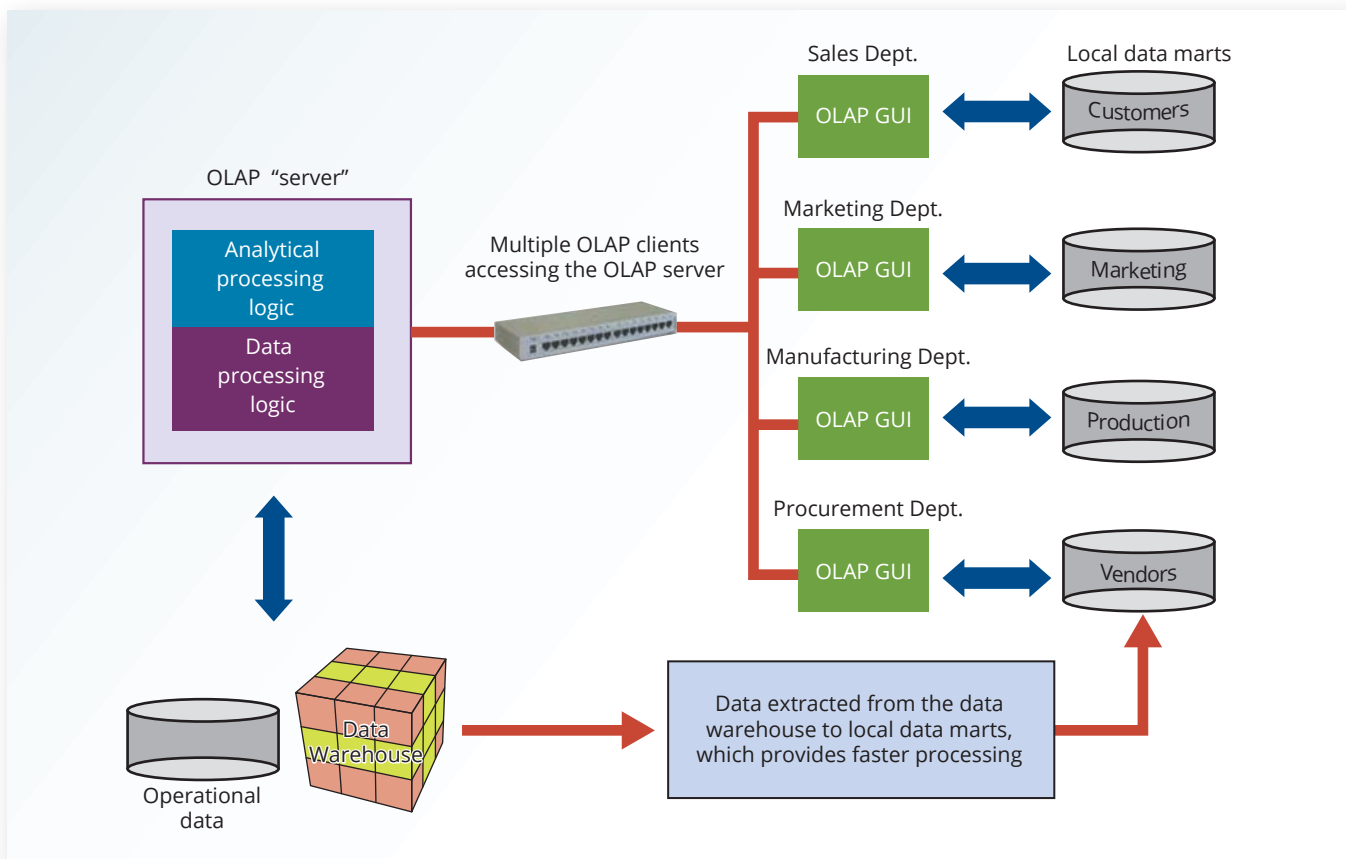 Sales Dept.
Local data marts
OLAP GUI
Customers
OLAP “server”
Analytical
processing
logic
Data
processing
logic
Multiple OLAP clients
accessing the OLAP server
Marketing Dept.
OLAP GUI
Marketing
Manufacturing Dept.
OLAP GUI
Production
Procurement Dept.
OLAP GUI
Vendors
Operational
data
Data
Warehouse
Data extracted from the data
warehouse to local data marts,
which provides faster processing